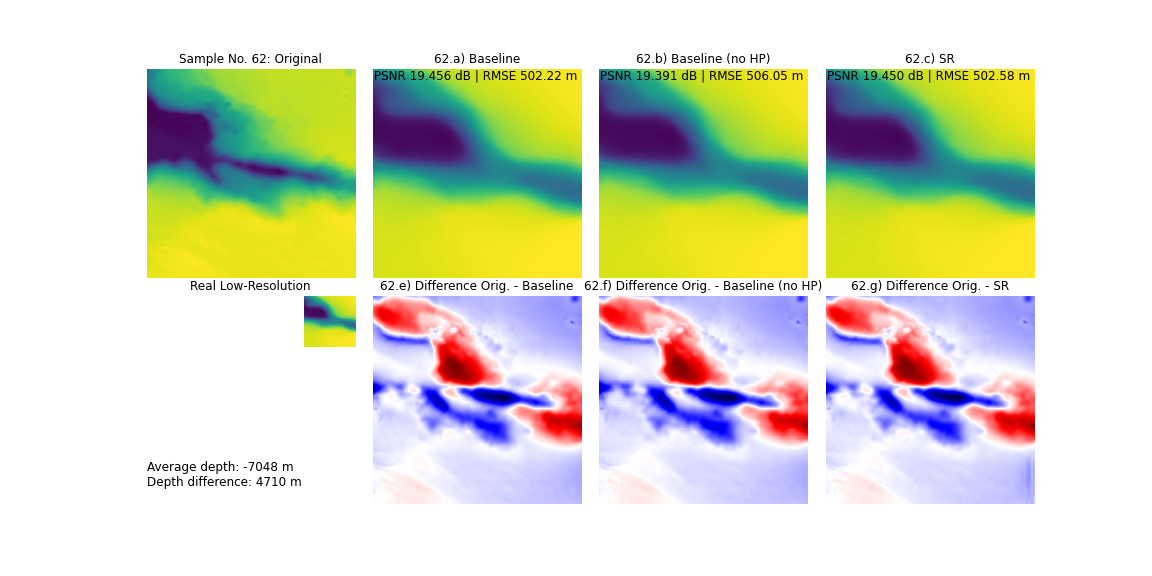 Sample No. 62: Original
62.a) Baseline
62.b) Baseline (no HP)
62.c) SR
PSNR 19.456 dB | RMSE 502.22 m
PSNR 19.391 dB | RMSE 506.05 m
PSNR 19.450 dB | RMSE 502.58 m
Real Low-Resolution
62.e) Difference Orig. - Baseline
62.f) Difference Orig. - Baseline (no HP)
62.g) Difference Orig. - SR
Average depth: -7048 m
Depth difference: 4710 m